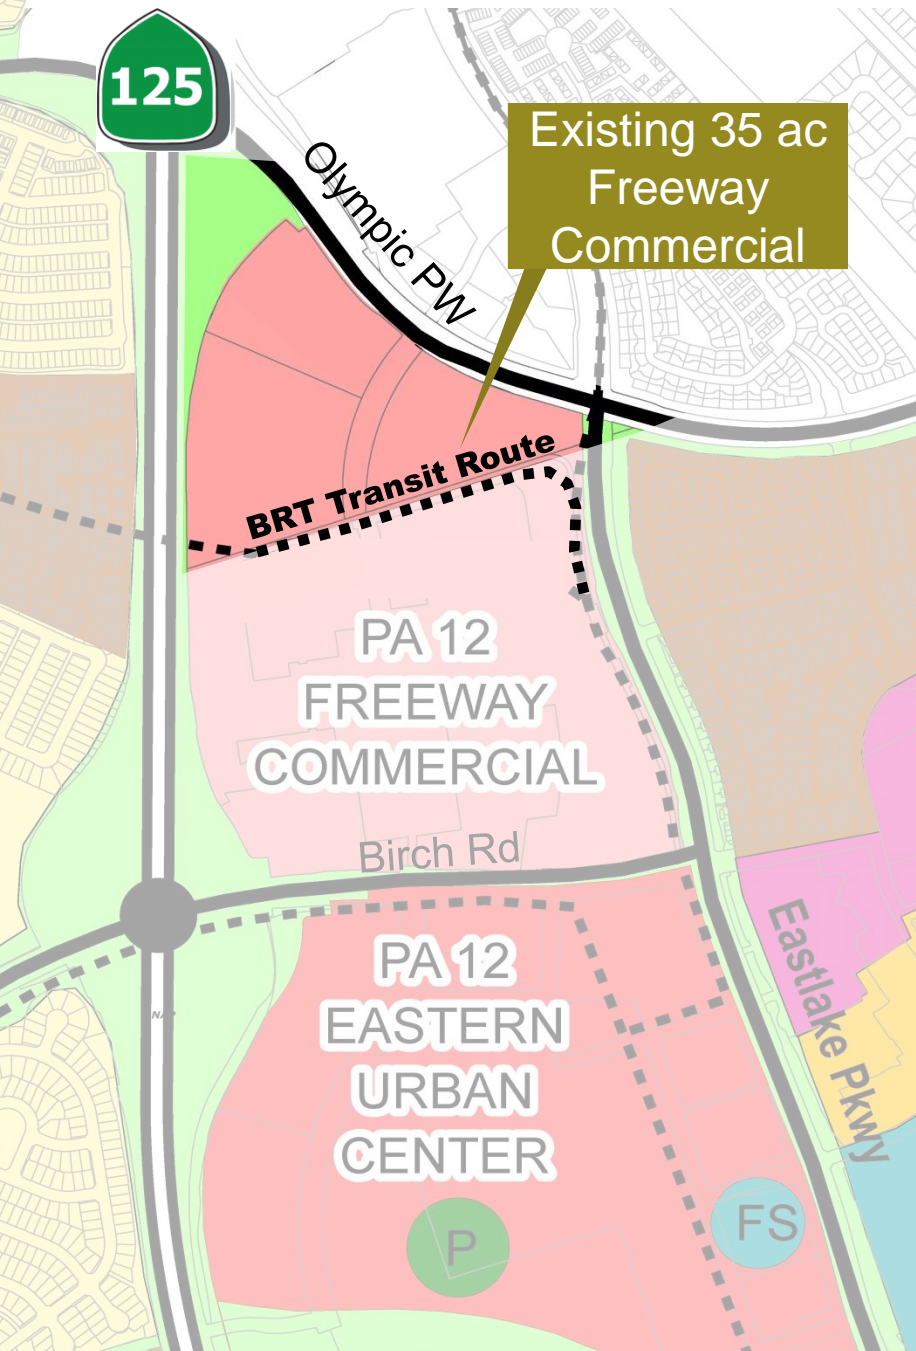 125
Existing 35 ac
Freeway
Commercial
Olympic PW
BRT Transit Route
PA 12
FREEWAY
COMMERCIAL
Birch Rd
PA 12
EASTERN
URBAN
CENTER
Eastlake Pkwy
P
FS